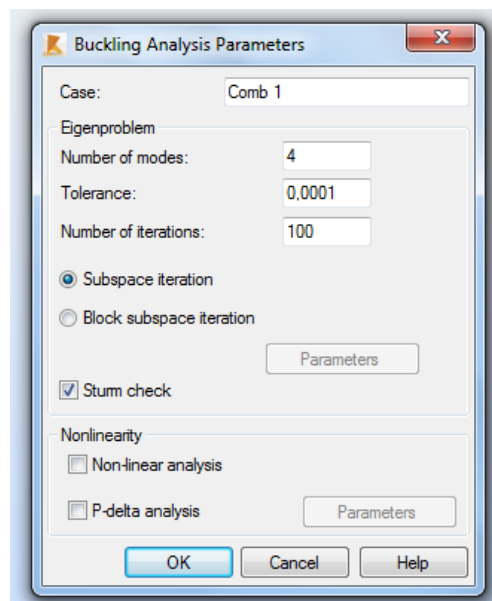 Buckling Analysis Parameters
Case: Comb 1
Eigenproblem
Number of modes: 4
Tolerance: 0,0001
Number of iterations: 100
Subspace iteration
Block subspace iteration
Parameters
Sturm check
Nonlinearity
Non-linear analysis
P-delta analysis Parameters
OK Cancel Help